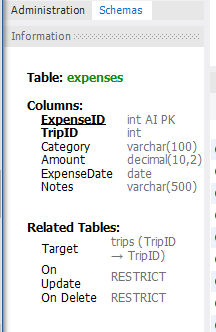 Administration Schemas
Information
Table: expenses
Columns:
ExpenseID int AI PK
TripID int
Category varchar(100)
Amount decimal(10,2)
ExpenseDate date
Notes varchar(500)
Related Tables:
Target trips (TripID
→ TripID)
On
Update RESTRICT
On Delete RESTRICT